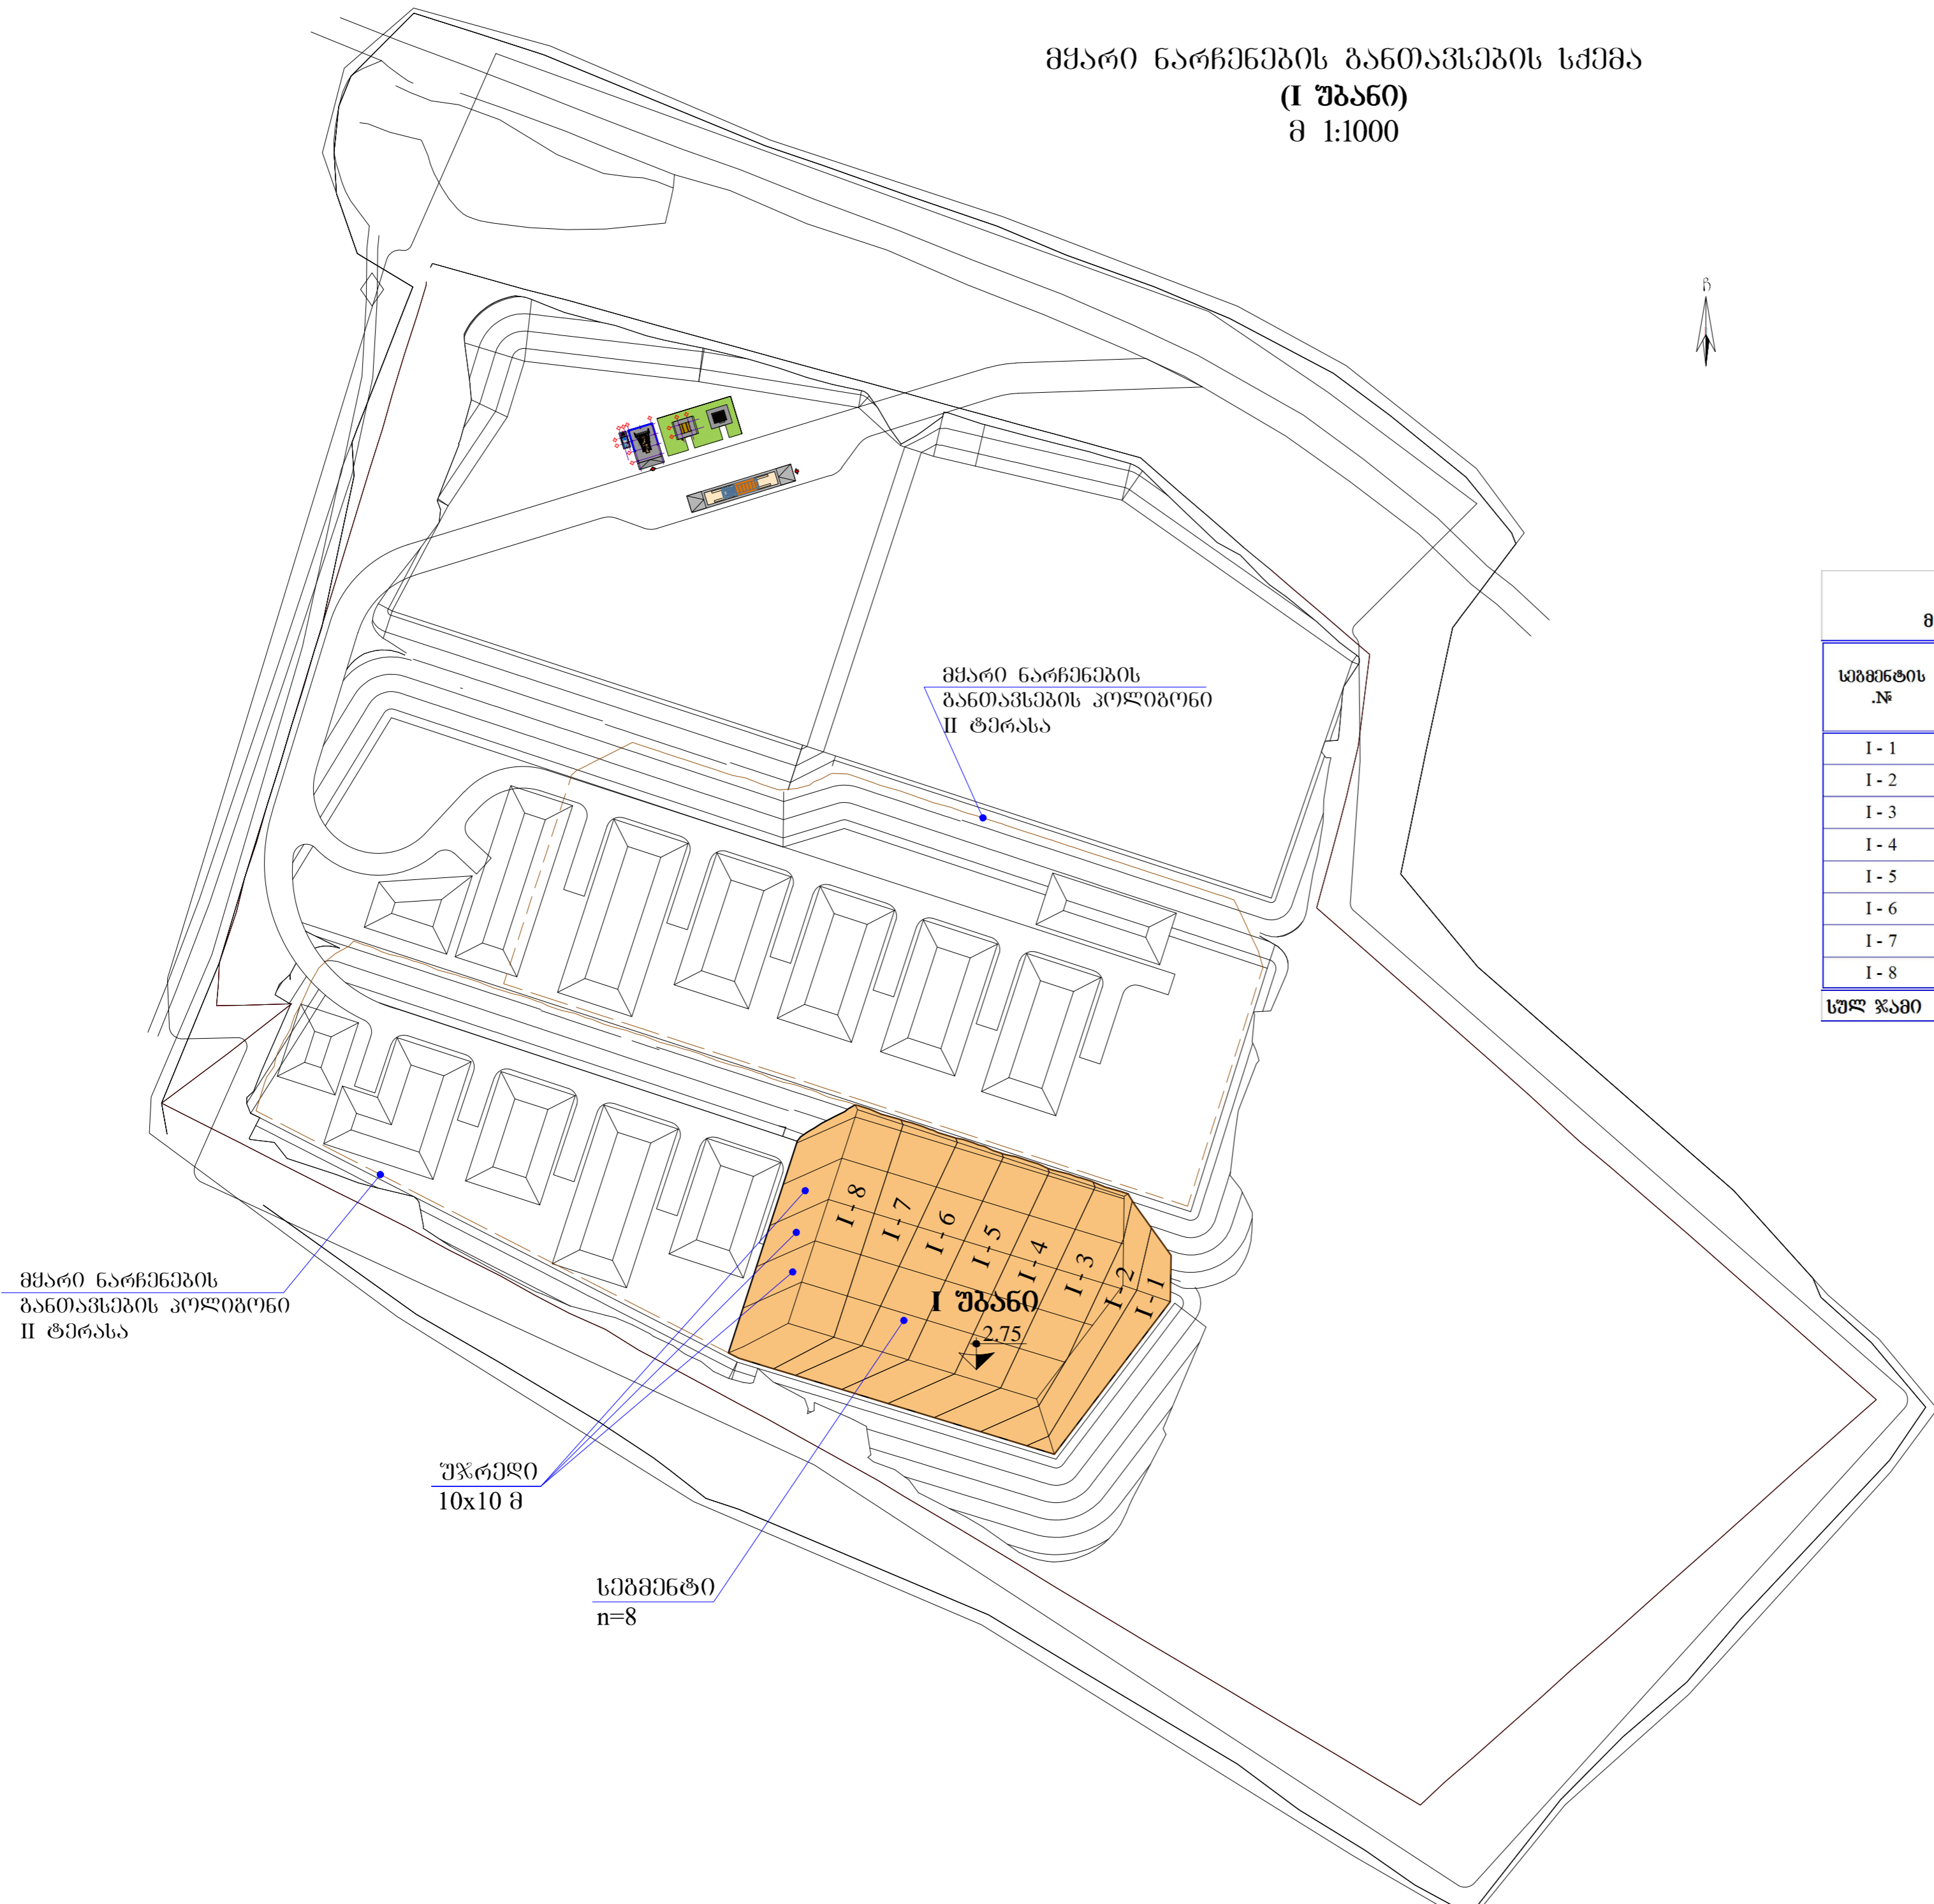 მყარი ნარჩენების განთავსების სქემა
(I უბანი)
მ 1:1000
ჩ
მყარი ნარჩენების
განთავსების პოლიგონი
II ტერასა
მ
სეგმენტის
.№
I - 1
I - 2
I - 3
I - 4
I - 5
I - 6
I - 7
I - 8
სულ ჯამი
I - 8
I - 7
I - 6
I - 5
I - 4
I - 3
I - 2
I - 1
I უბანი
2.75
მყარი ნარჩენების
განთავსების პოლიგონი
II ტერასა
უჯრედი
10x10 მ
სეგმენტი
n=8